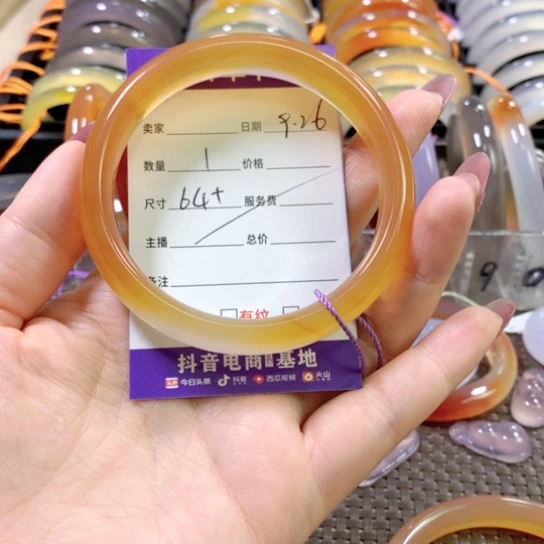 卖家 日期 9.26
数量 1 价格
尺寸 64+ 服务费
主播 总价
备注
有纹
抖音电商 基地
今日头条 抖音 西瓜视频 火山
9